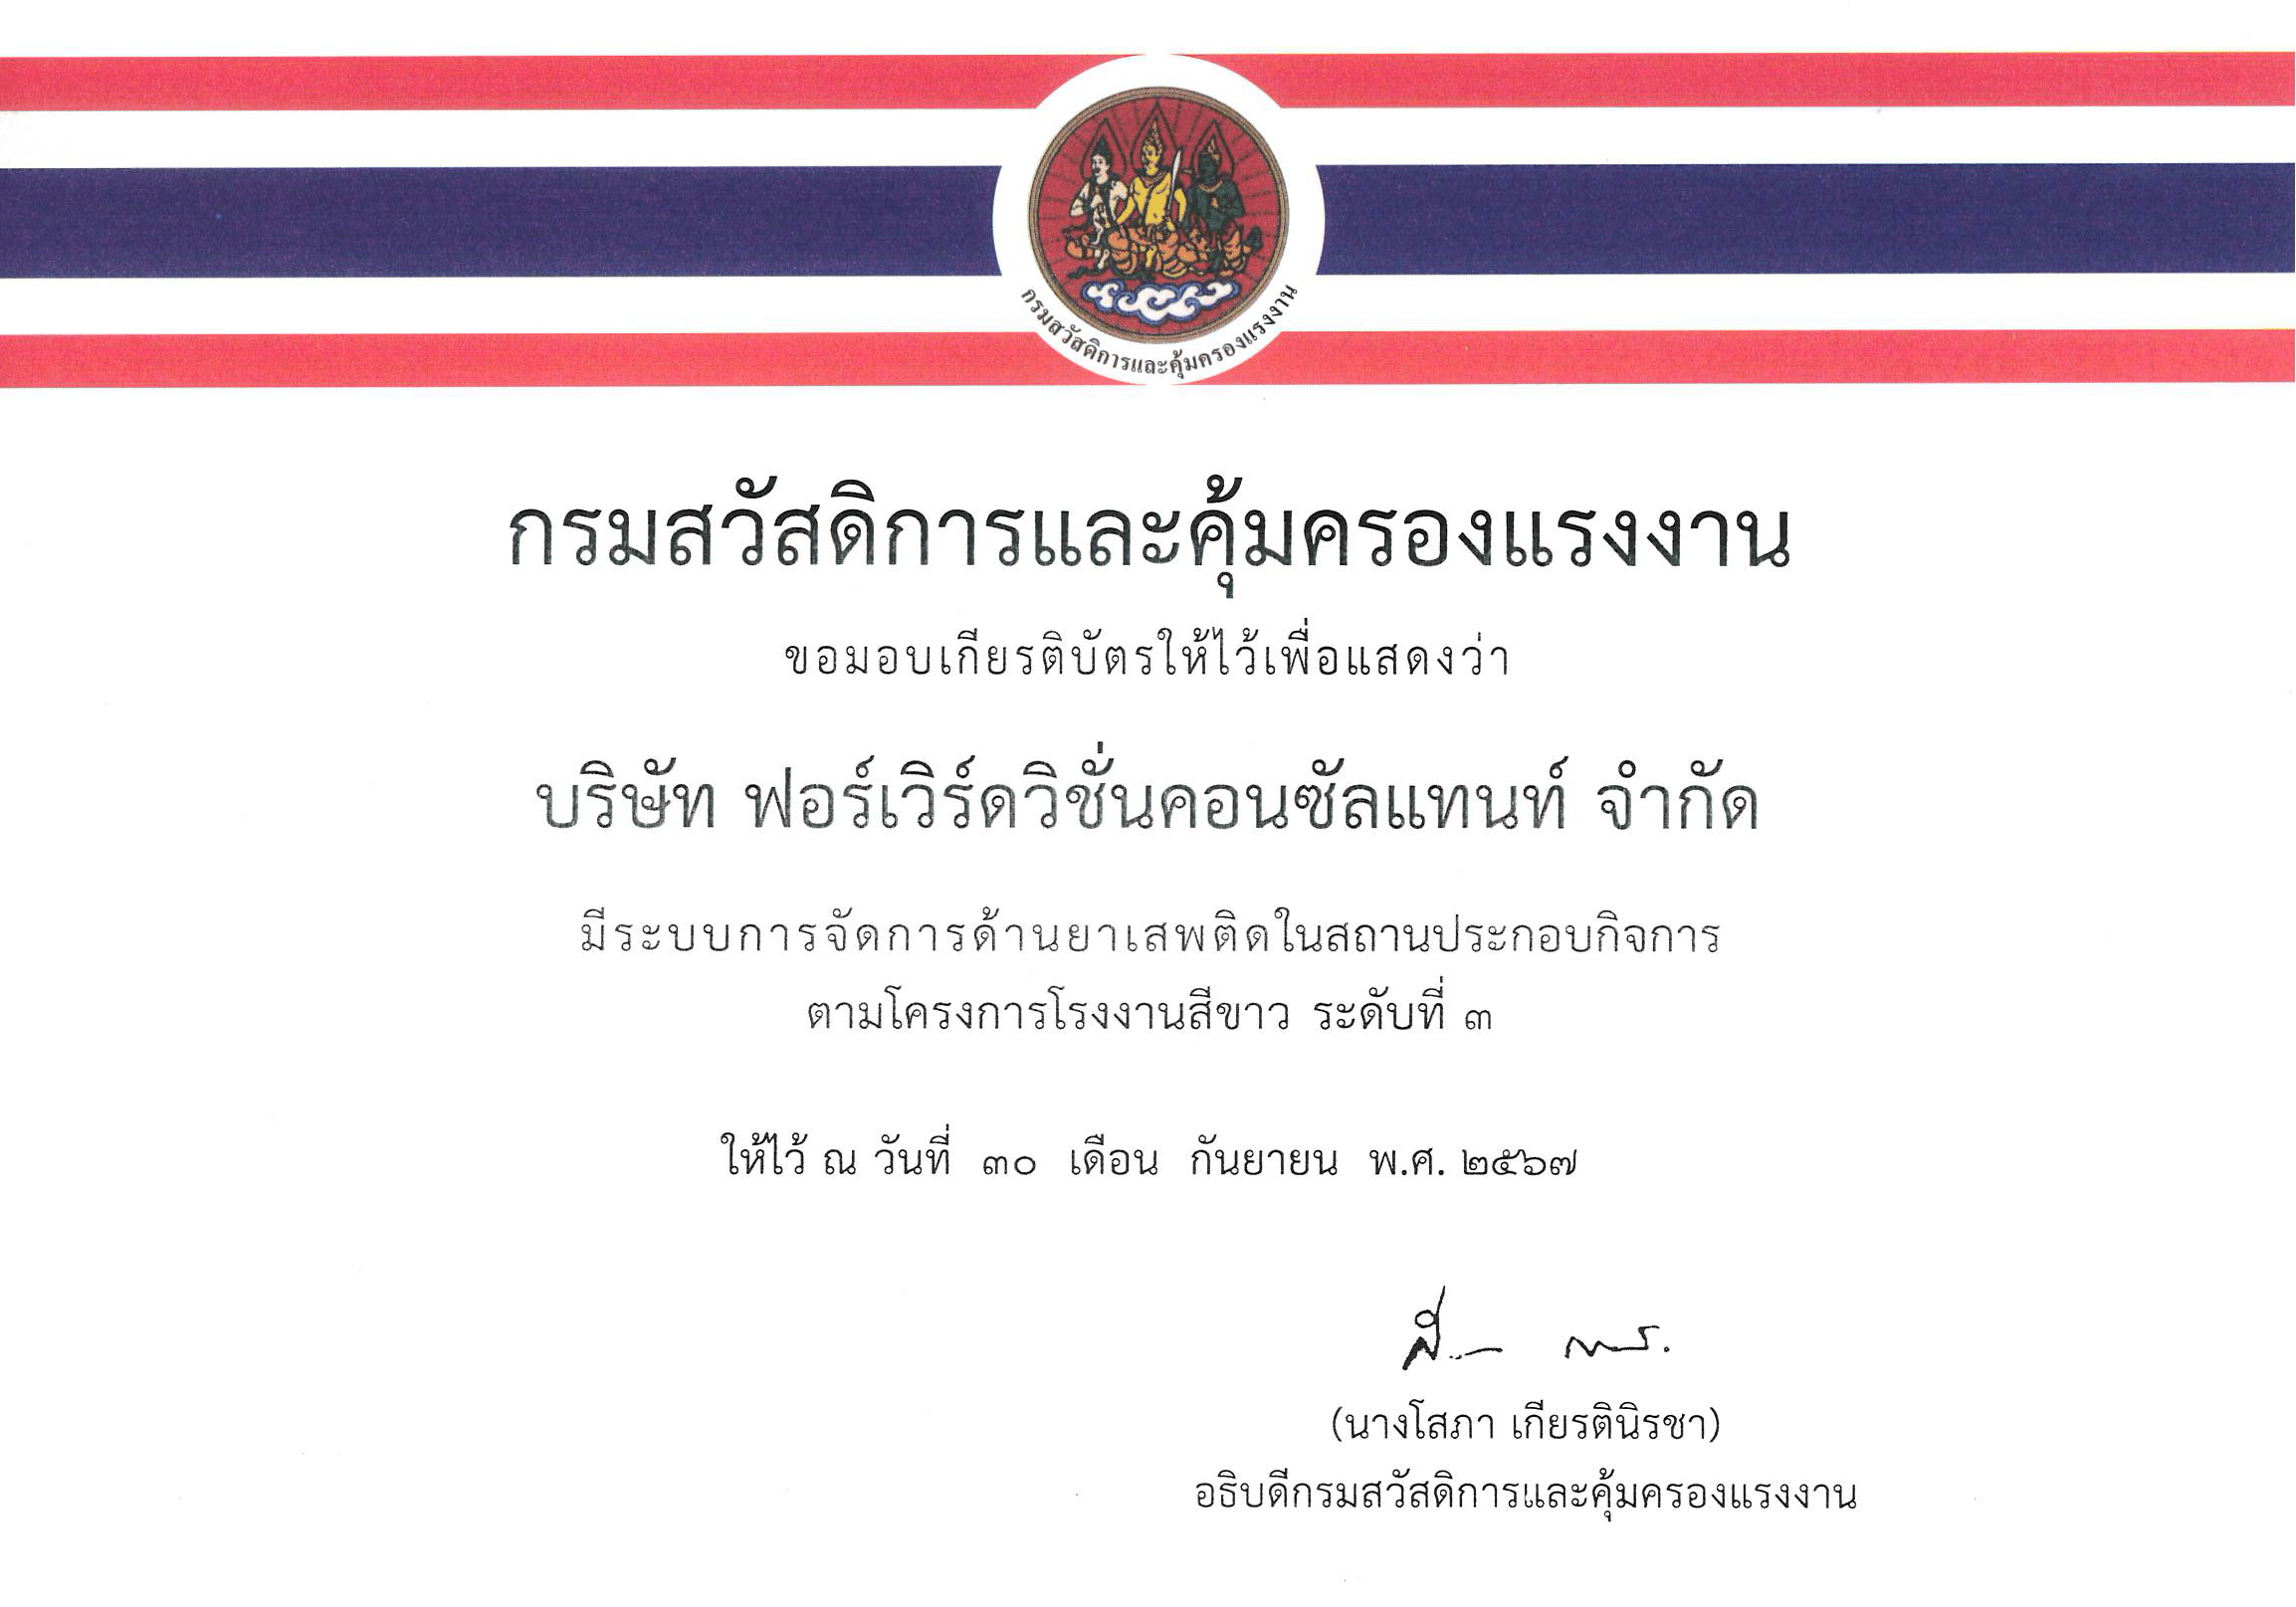 กรมสวัสดิการและคุ้มครองแรงงาน
กรมสวัสดิการและคุ้มครองแรงงาน
ขอมอบเกียรติบัตรให้ไว้เพื่อแสดงว่า
บริษัท ฟอร์เวิร์ดวิชั่นคอนซัลแทนท์ จำกัด
มีระบบการจัดการด้านยาเสพติดในสถานประกอบกิจการ
ตามโครงการโรงงานสีขาว ระดับที่ ๓
ให้ไว้ ณ วันที่ ๓๐ เดือน กันยายน พ.ศ. ๒๕๖๗
(นางโสภา เกียรตินิรชา)
อธิบดีกรมสวัสดิการและคุ้มครองแรงงาน